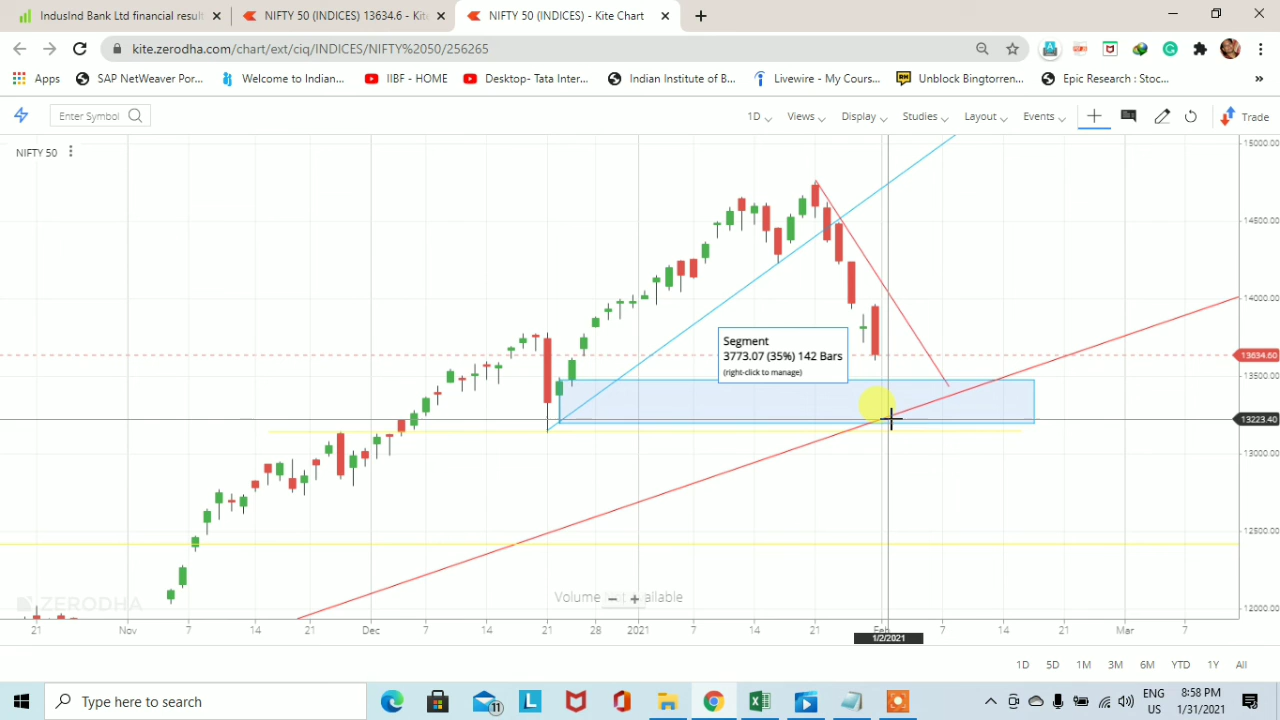 IndusInd Bank Ltd financial result
NIFTY 50 (INDICES) 13634.6 - Kite
NIFTY 50 (INDICES) - Kite Chart
kite.zerodha.com/chart/ext/ciq/INDICES/NIFTY%2050/256265
Apps
SAP NetWeaver Por...
Welcome to Indian...
IIBF - HOME
Desktop- Tata Inter...
Indian Institute of B...
Livewire - My Cours...
Unblock Bingtorren...
Epic Research : Stoc...
»
Enter Symbol
1D
Views
Display
Studies
Layout
Events
Trade
NIFTY 50
15000.00
14500.00
14000.00
13634.60
13500.00
13223.40
13000.00
12500.00
12000.00
Segment
3773.07 (35%) 142 Bars
(right-click to manage)
Volume
ailable
ZERODHA
21 Nov 7 14 21 Dec 7 14 21 28 2021 7 14 21 Feb 7 14 21 Mar 7
1/2/2021
1D 5D 1M 3M 6M YTD 1Y All
Type here to search
11
ENG
US
8:58 PM
1/31/2021